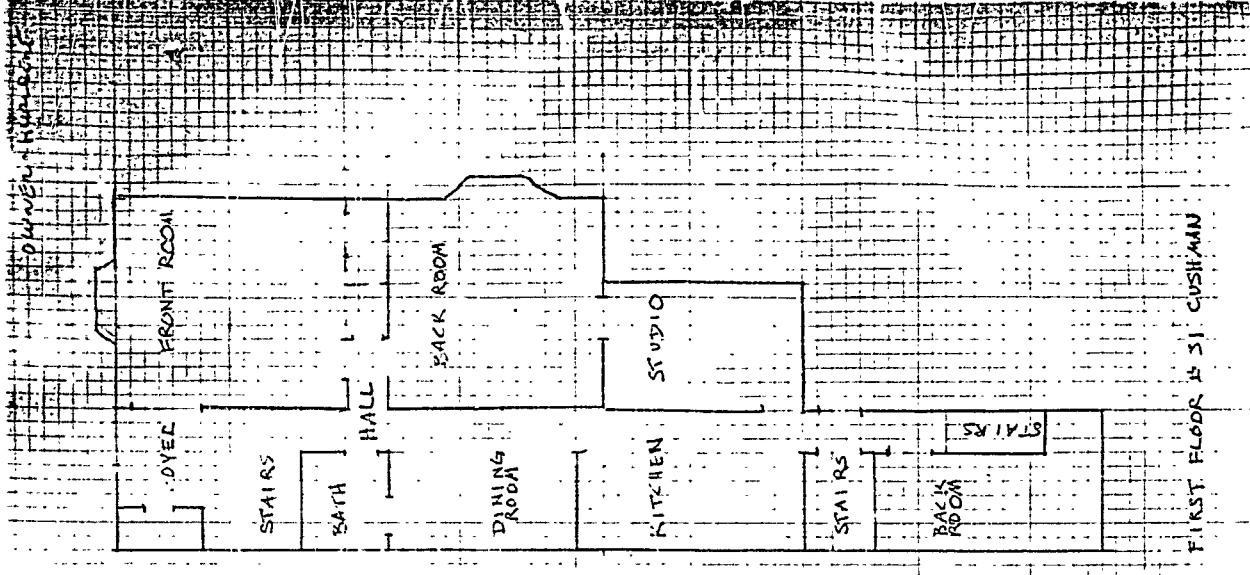 FRONT ROOM
OYER
STAIRS
BATH
HALL
BACK ROOM
DINING
ROOM
STUDIO
KITCHEN
STAIRS
STAIRS
BACK
ROOM
FIRST FLOOR 31 CUSHMAN